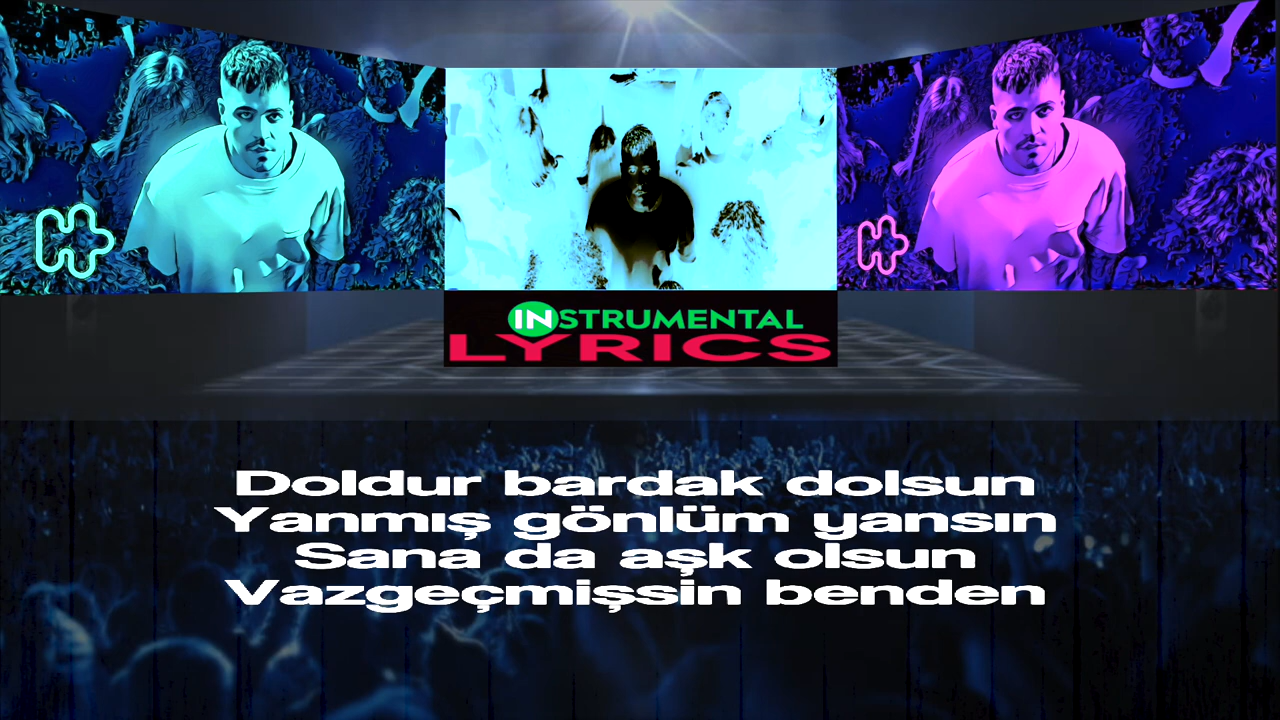 INSTRUMENTAL
LYRICS
Doldur bardak dolsun
Yanmış gönlüm yansın
Sana da aşk olsun
Vazgeçmişsin benden